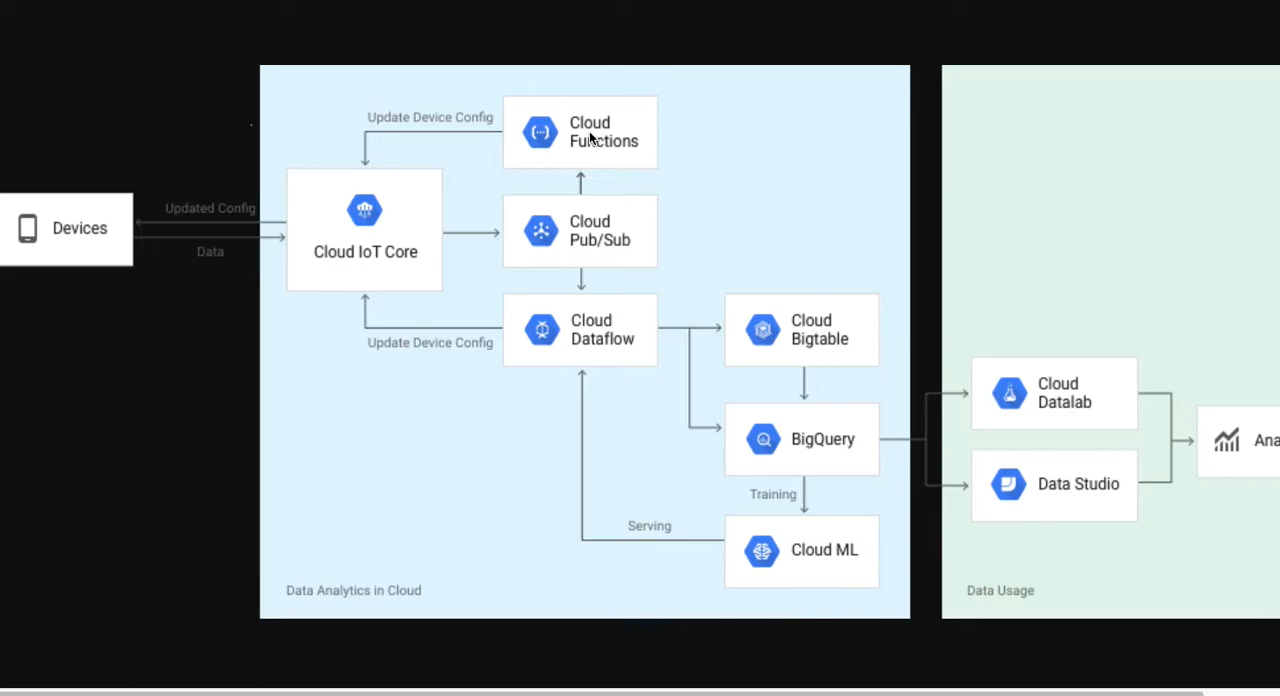 Update Device Config
Cloud
Functions
Updated Config
Devices
Data
Cloud IoT Core
Cloud
Pub/Sub
Cloud
Dataflow
Update Device Config
Cloud
Bigtable
BigQuery
Training
Serving
Cloud ML
Data Analytics in Cloud
Cloud
Datalab
Data Studio
Ana
Data Usage